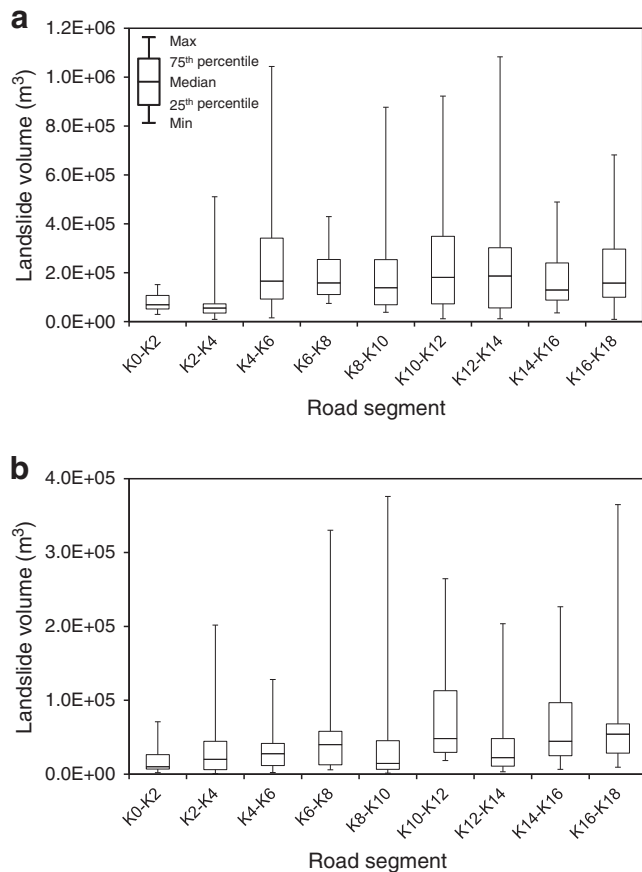 a
1.2E+06
1.0E+06
8.0E+05
6.0E+05
4.0E+05
2.0E+05
0.0E+00
Landslide volume (m³)
Max
75th percentile
Median
25th percentile
Min
K0-K2
K2-K4
K4-K6
K6-K8
K8-K10
K10-K12
K12-K14
K14-K16
K16-K18
Road segment
b
4.0E+05
3.0E+05
2.0E+05
1.0E+05
0.0E+00
Landslide volume (m³)
K0-K2
K2-K4
K4-K6
K6-K8
K8-K10
K10-K12
K12-K14
K14-K16
K16-K18
Road segment